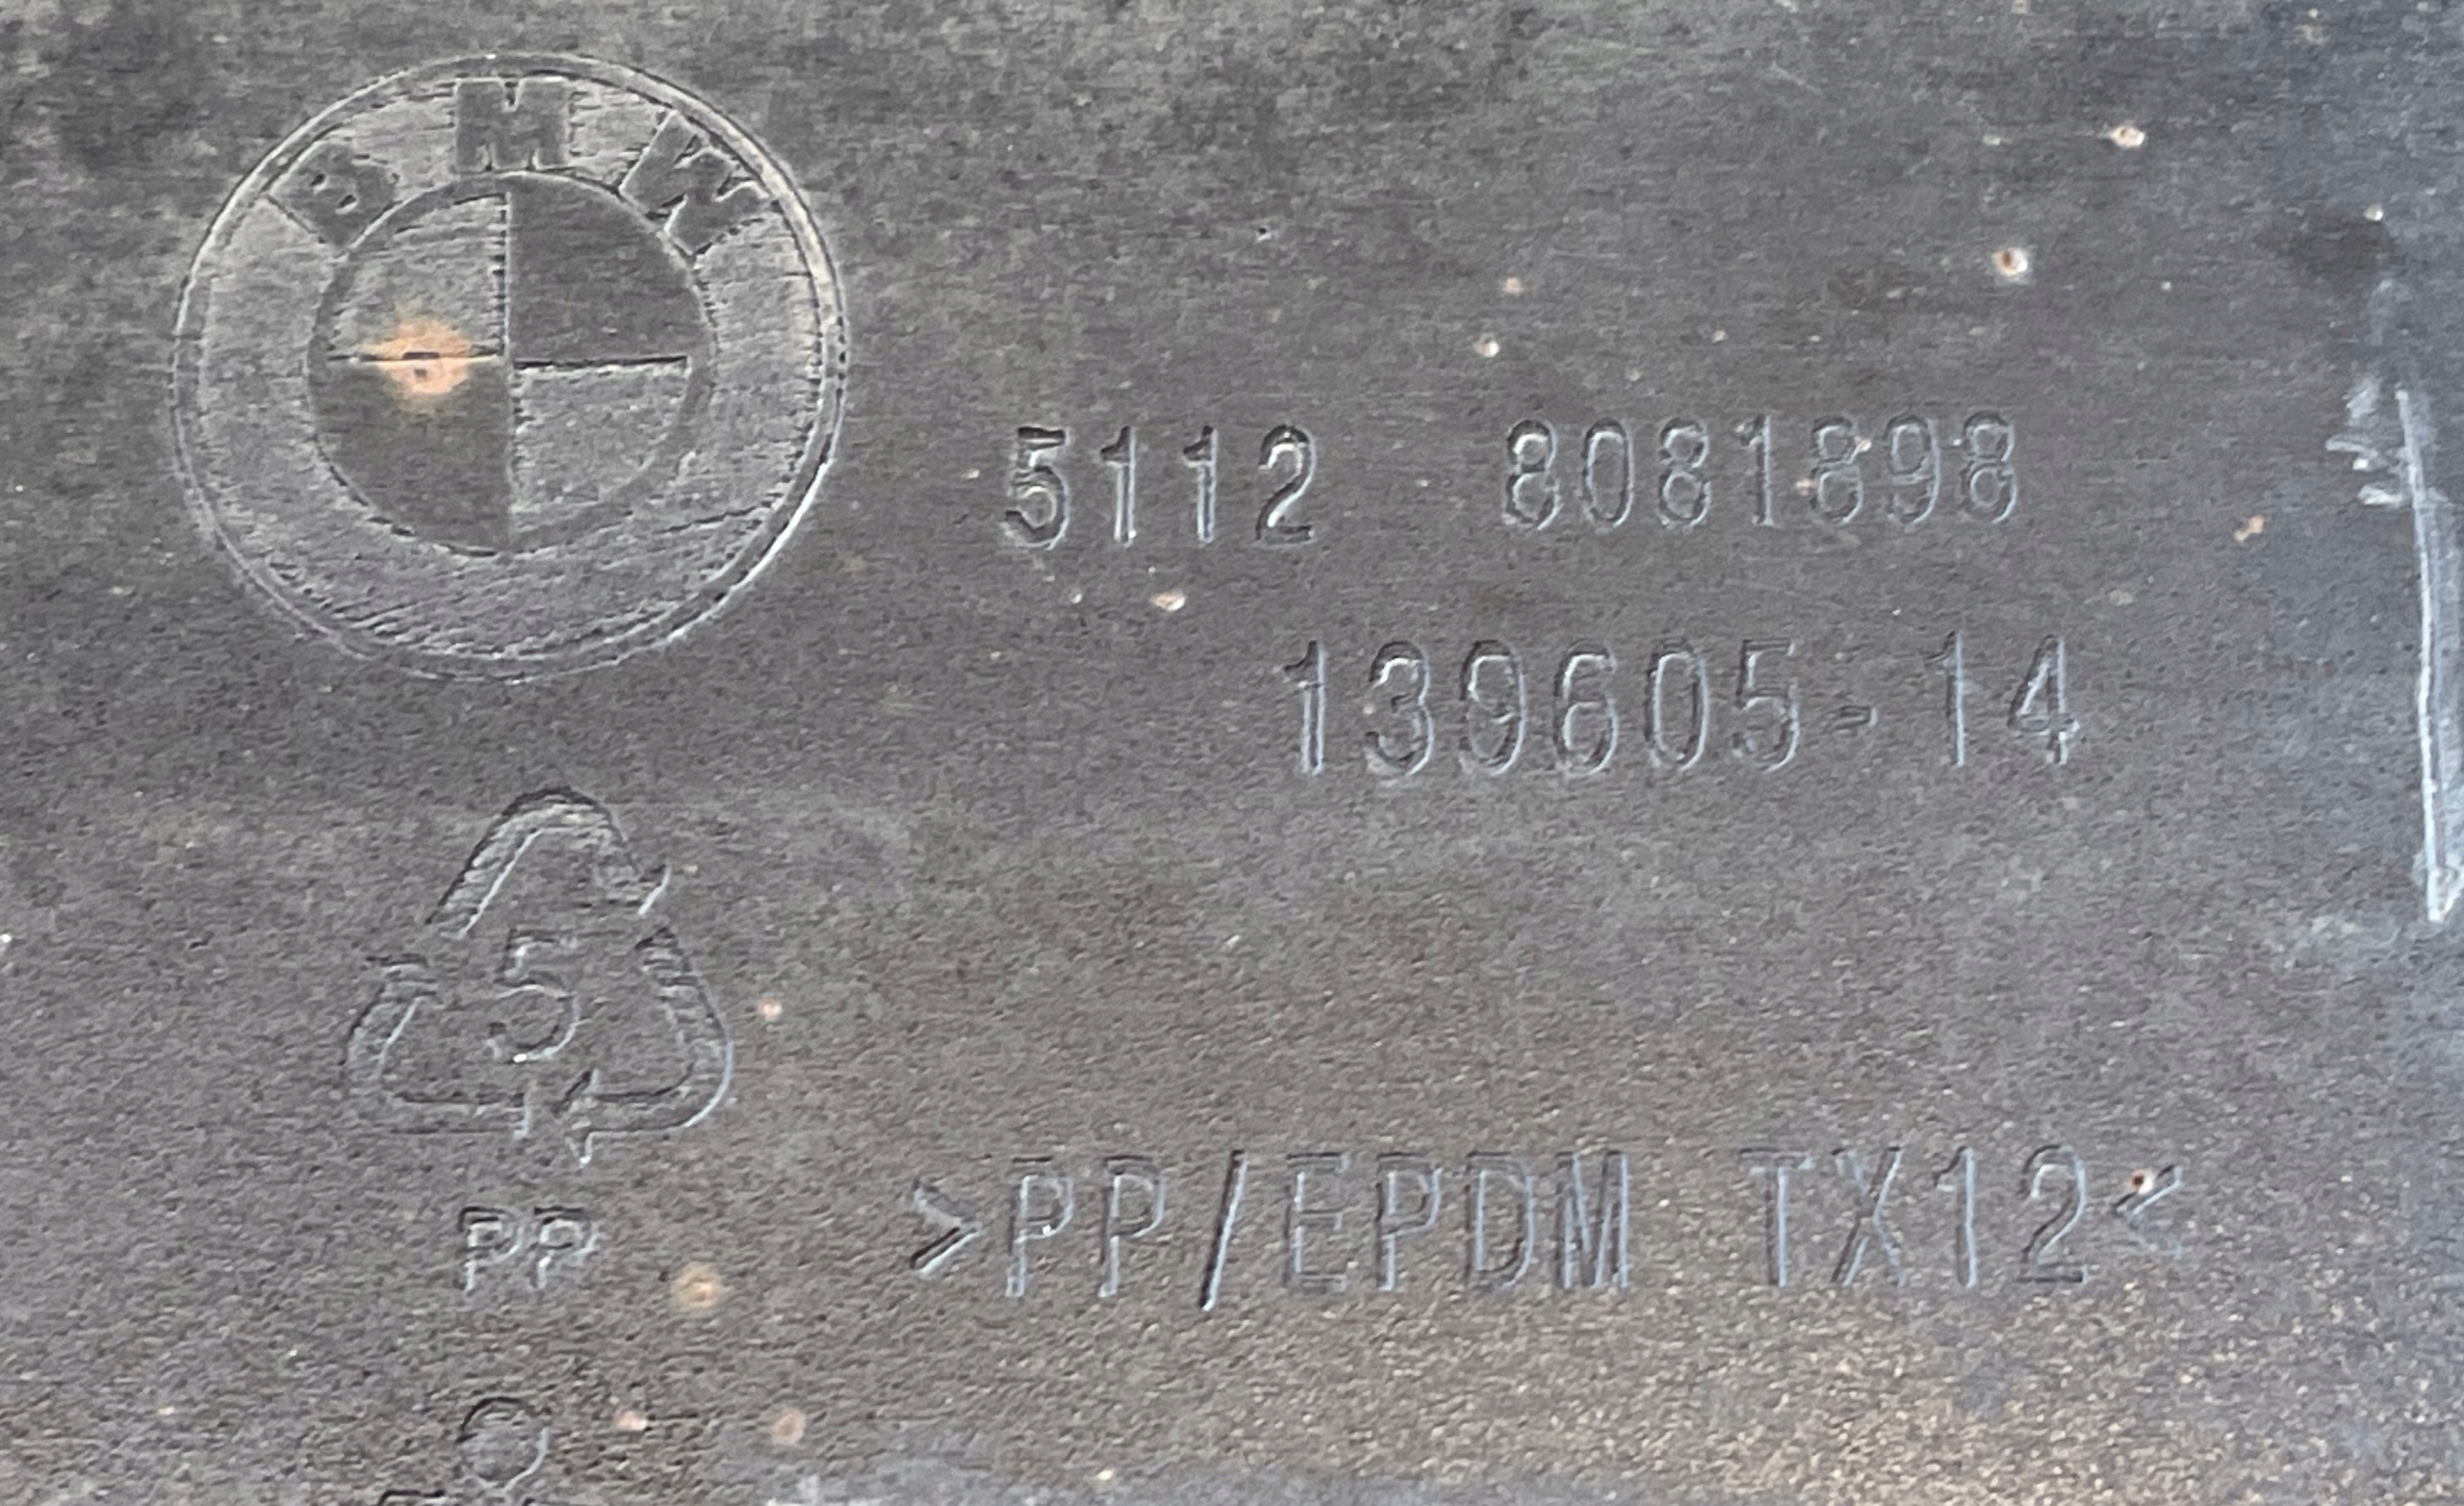 BMW
5112 8081898
139605-14
5
PP
>PP/EPDM TX12<